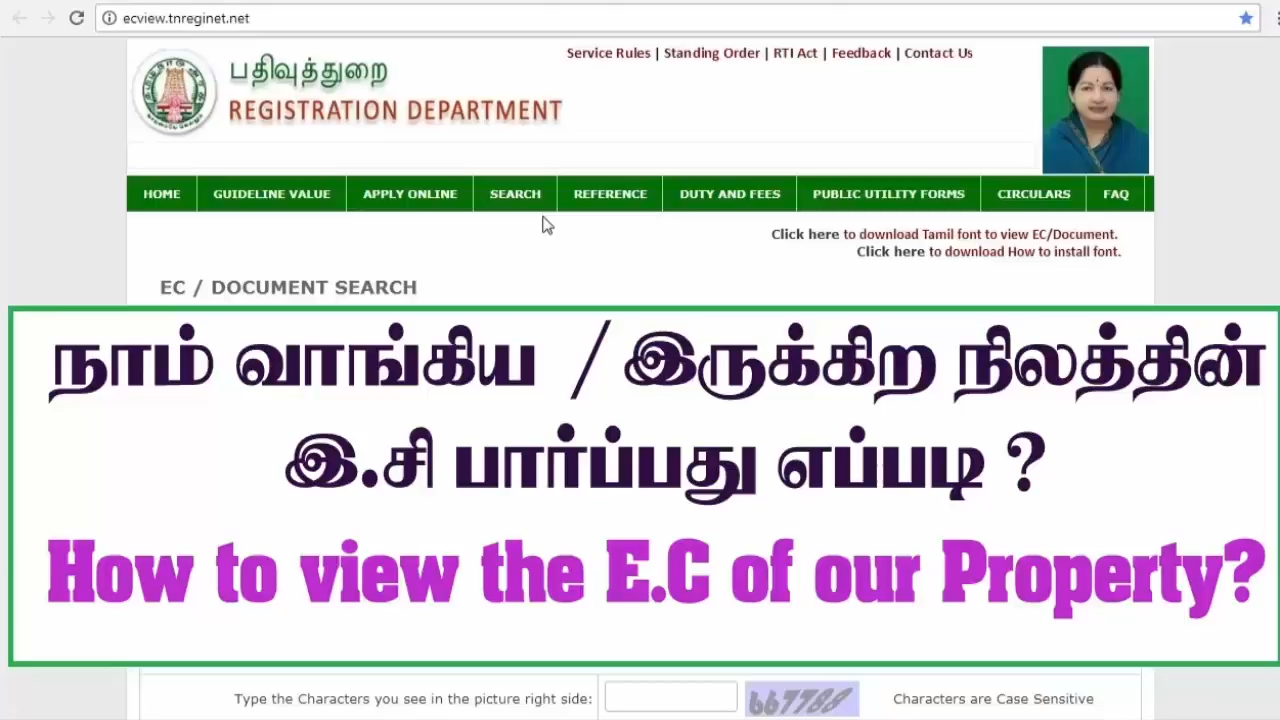 ecview.tnreginet.net
Service Rules | Standing Order | RTI Act | Feedback | Contact Us
பதிவுத்துறை
REGISTRATION DEPARTMENT
HOME GUIDELINE VALUE APPLY ONLINE SEARCH REFERENCE DUTY AND FEES PUBLIC UTILITY FORMS CIRCULARS FAQ
Click here to download Tamil font to view EC/Document.
Click here to download How to install font.
EC / DOCUMENT SEARCH
நாம் வாங்கிய / இருக்கிற நிலத்தின்
இ.சி பார்ப்பது எப்படி ?
How to view the E.C of our Property?
Type the Characters you see in the picture right side: 667788 Characters are Case Sensitive